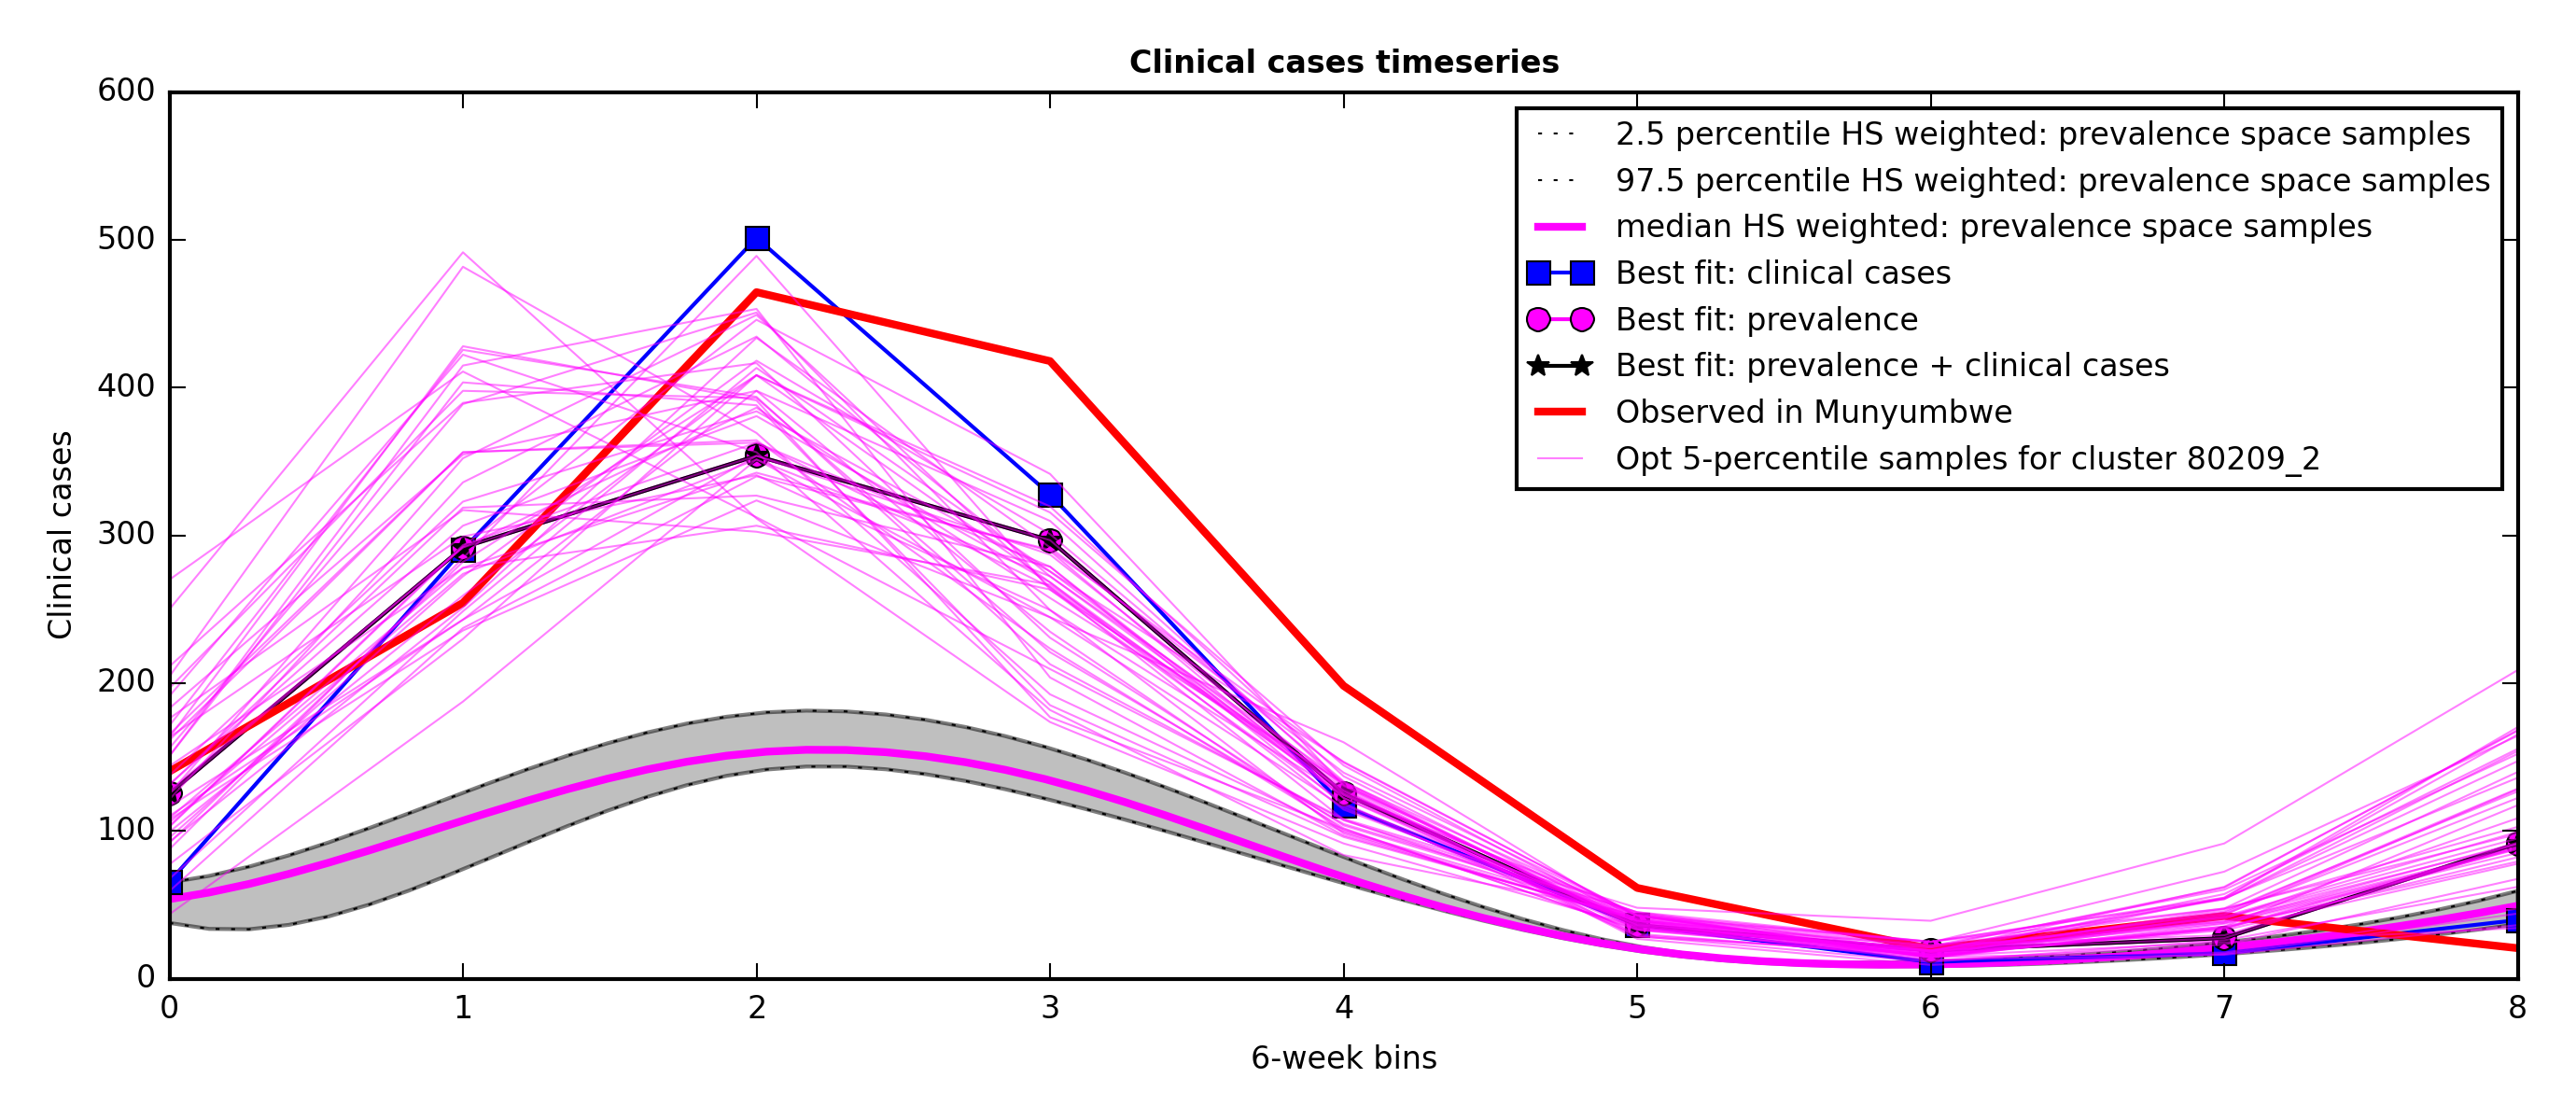 Clinical cases timeseries
600
500
400
300
200
100
0
Clinical cases
2.5 percentile HS weighted: prevalence space samples
97.5 percentile HS weighted: prevalence space samples
median HS weighted: prevalence space samples
Best fit: clinical cases
Best fit: prevalence
Best fit: prevalence + clinical cases
Observed in Munyumbwe
Opt 5-percentile samples for cluster 80209_2
0 1 2 3 4 5 6 7 8
6-week bins